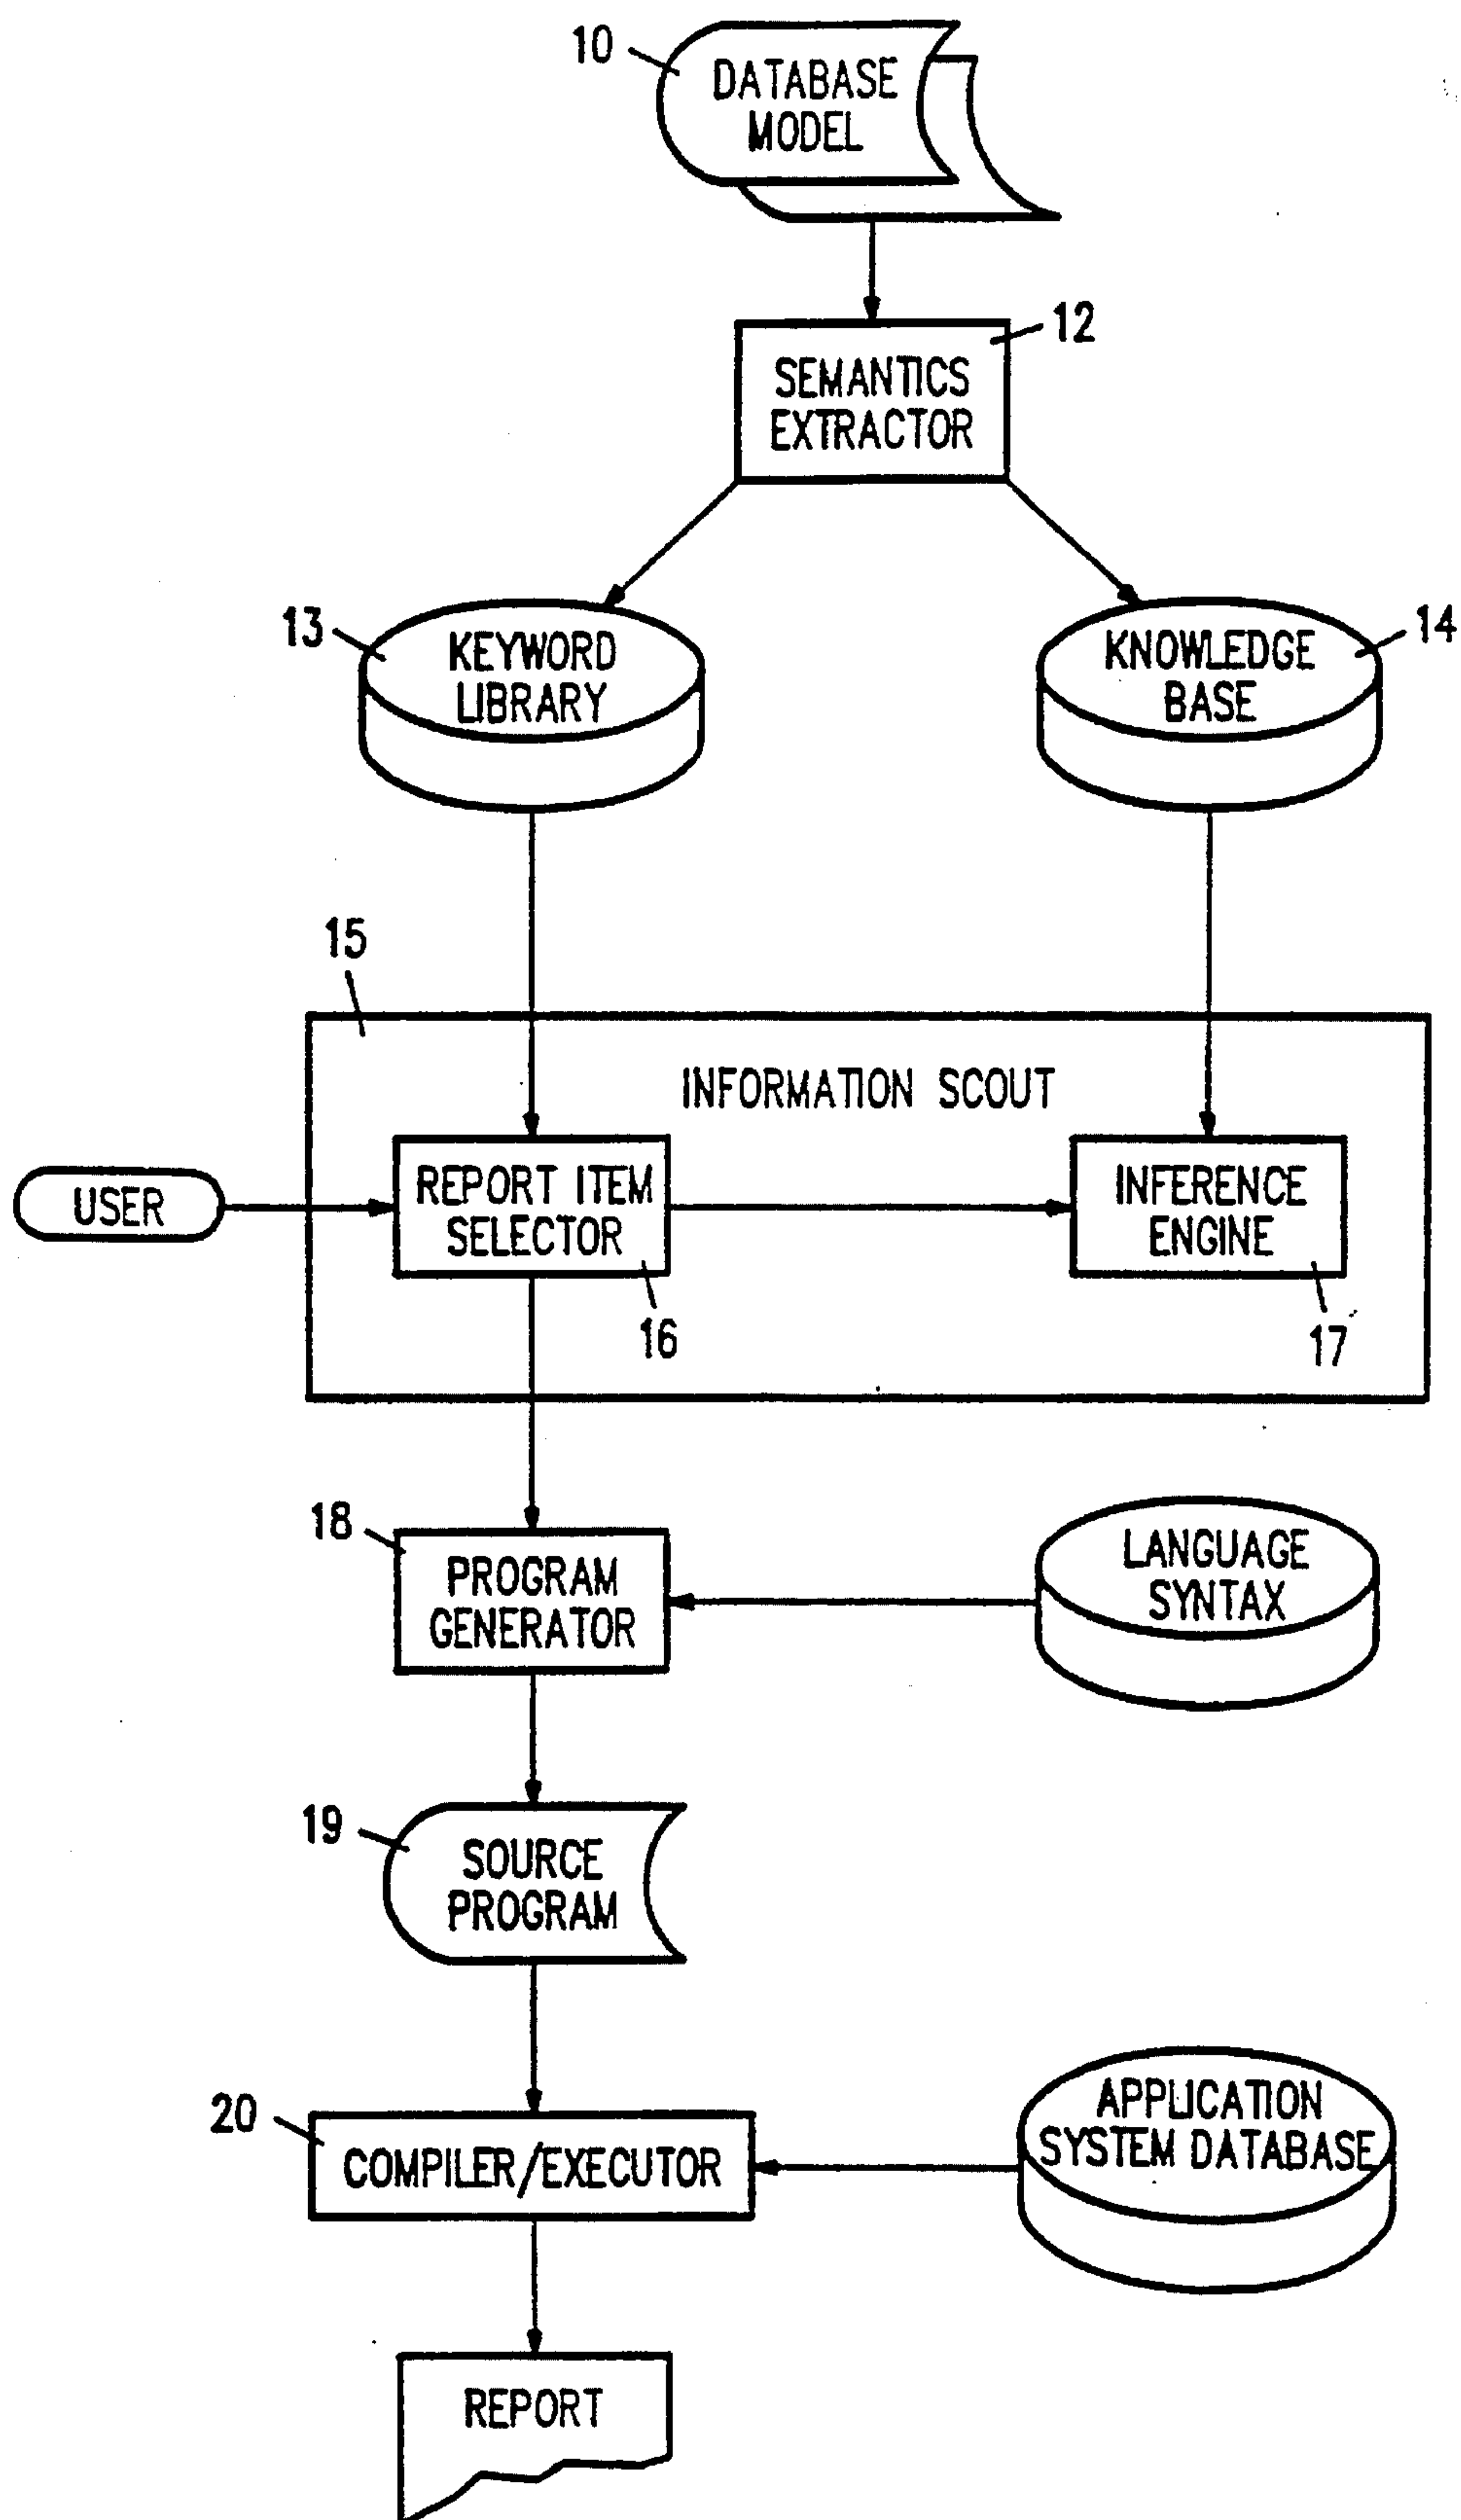 10
DATABASE
MODEL
12
SEMANTICS
EXTRACTOR
13
KEYWORD
LIBRARY
KNOWLEDGE
BASE
14
15
INFORMATION SCOUT
USER
REPORT ITEM
SELECTOR
16
INFERENCE
ENGINE
17
18
PROGRAM
GENERATOR
LANGUAGE
SYNTAX
19
SOURCE
PROGRAM
20
COMPILER/EXECUTOR
APPLICATION
SYSTEM DATABASE
REPORT